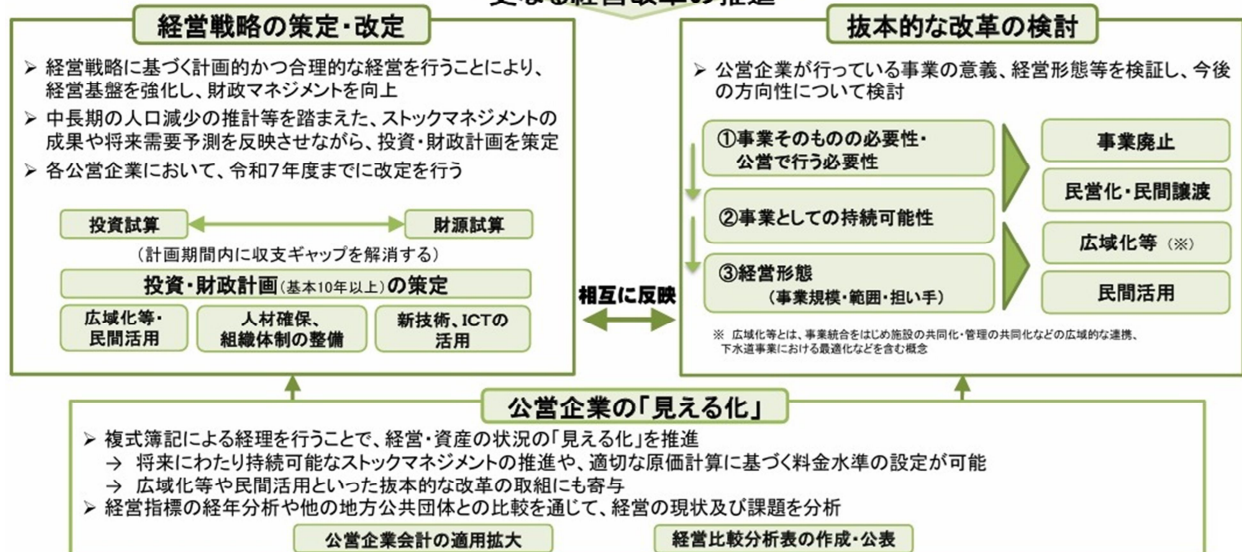 更なる経営改革の推進
経営戦略の策定・改定
➢ 経営戦略に基づく計画的かつ合理的な経営を行うことにより、
経営基盤を強化し、財政マネジメントを向上
➢ 中長期の人口減少の推計等を踏まえた、ストックマネジメントの
成果や将来需要予測を反映させながら、投資・財政計画を策定
➢ 各公営企業において、令和7年度までに改定を行う
投資試算
財源試算
(計画期間内に収支ギャップを解消する)
投資・財政計画(基本10年以上)の策定
広域化等・
民間活用
人材確保、
組織体制の整備
新技術、ICTの
活用
相互に反映
抜本的な改革の検討
➢ 公営企業が行っている事業の意義、経営形態等を検証し、今後
の方向性について検討
①事業そのものの必要性・
公営で行う必要性
②事業としての持続可能性
③経営形態
(事業規模・範囲・担い手)
事業廃止
民営化・民間譲渡
広域化等 (※)
民間活用
※ 広域化等とは、事業統合をはじめ施設の共同化・管理の共同化などの広域的な連携、
下水道事業における最適化などを含む概念
公営企業の「見える化」
➢ 複式簿記による経理を行うことで、経営・資産の状況の「見える化」を推進
→ 将来にわたり持続可能なストックマネジメントの推進や、適切な原価計算に基づく料金水準の設定が可能
→ 広域化等や民間活用といった抜本的な改革の取組にも寄与
➢ 経営指標の経年分析や他の地方公共団体との比較を通じて、経営の現状及び課題を分析
公営企業会計の適用拡大
経営比較分析表の作成・公表